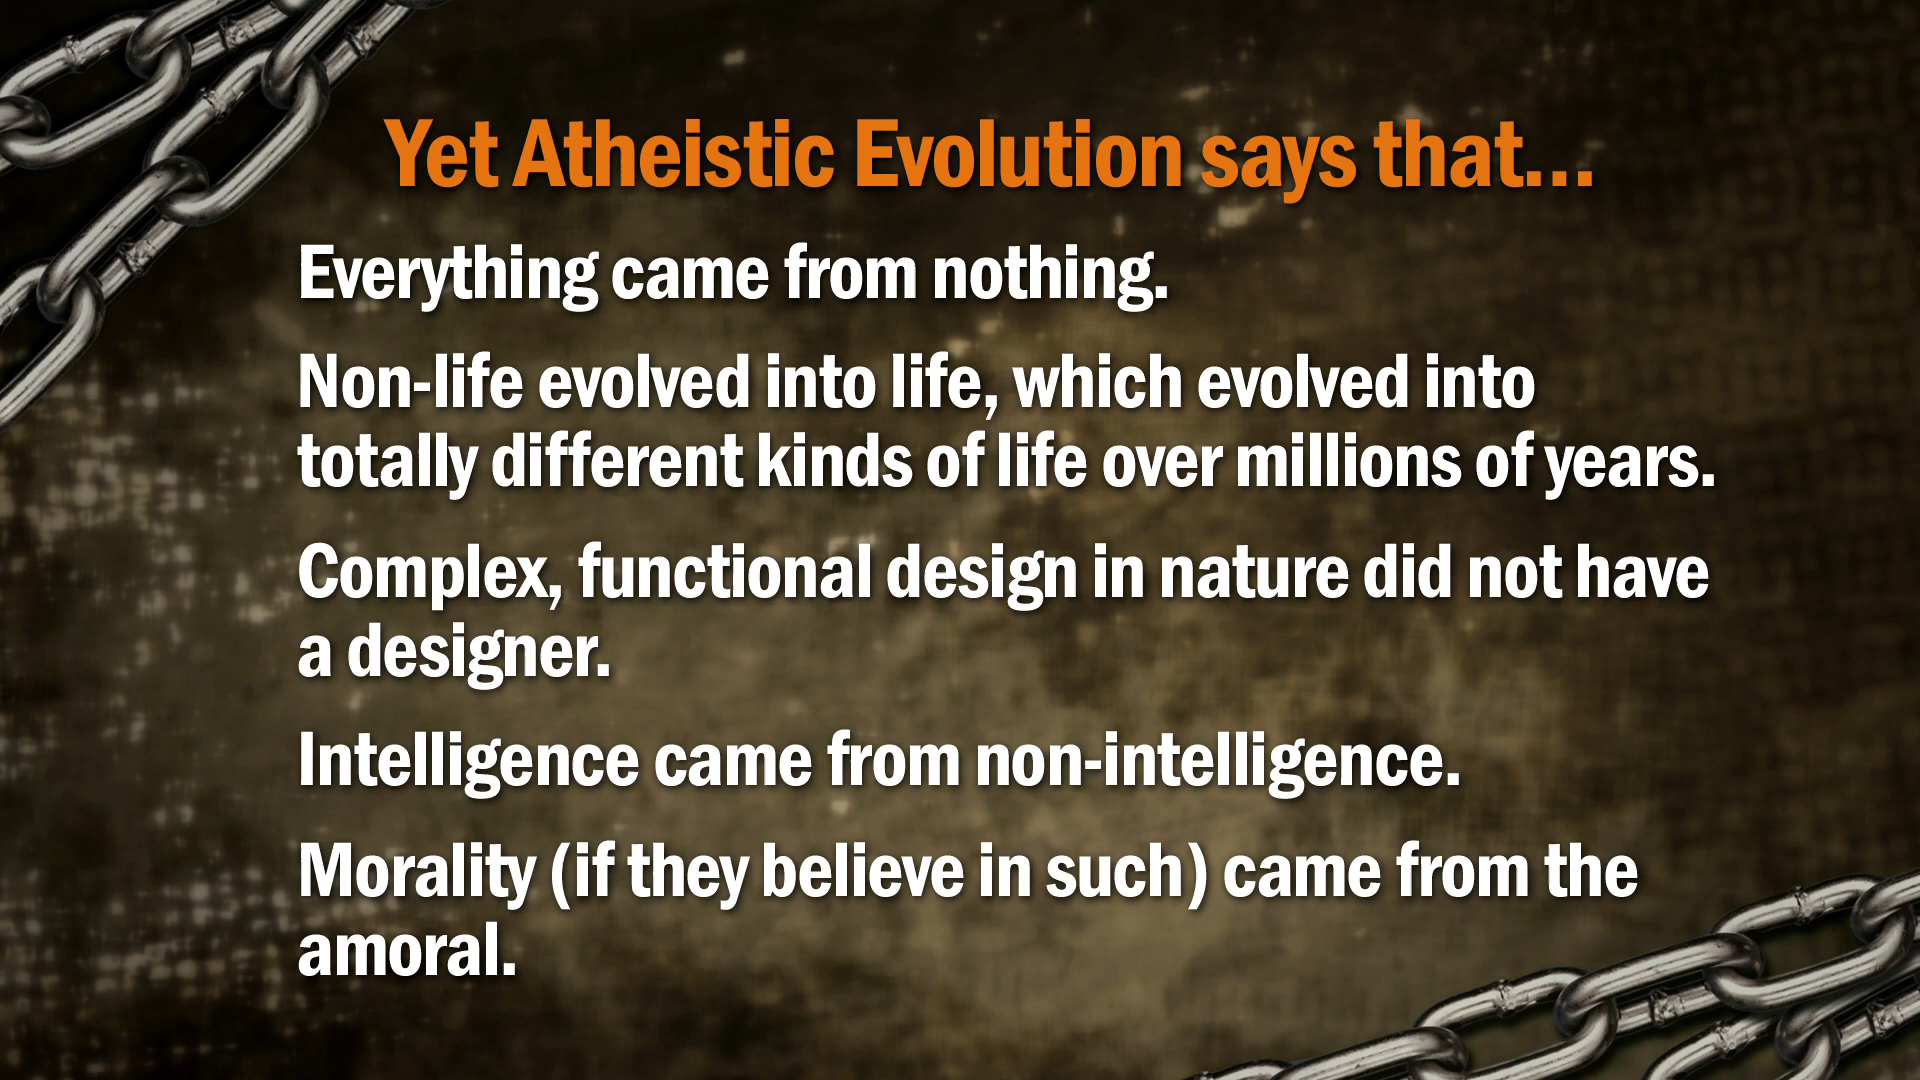 Yet Atheistic Evolution says that...
Everything came from nothing.
Non-life evolved into life, which evolved into
totally different kinds of life over millions of years.
Complex, functional design in nature did not have
a designer.
Intelligence came from non-intelligence.
Morality (if they believe in such) came from the
amoral.